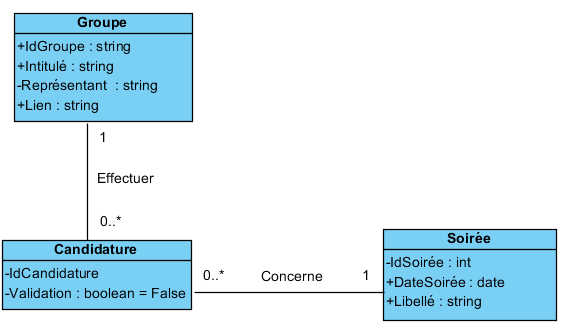 Groupe
+IdGroupe : string
+Intitulé : string
-Représentant : string
+Lien : string
1
Effectuer
0..*
Candidature
-IdCandidature
-Validation : boolean = False
0..*
Concerne
1
Soirée
-IdSoirée : int
+DateSoirée : date
+Libellé : string